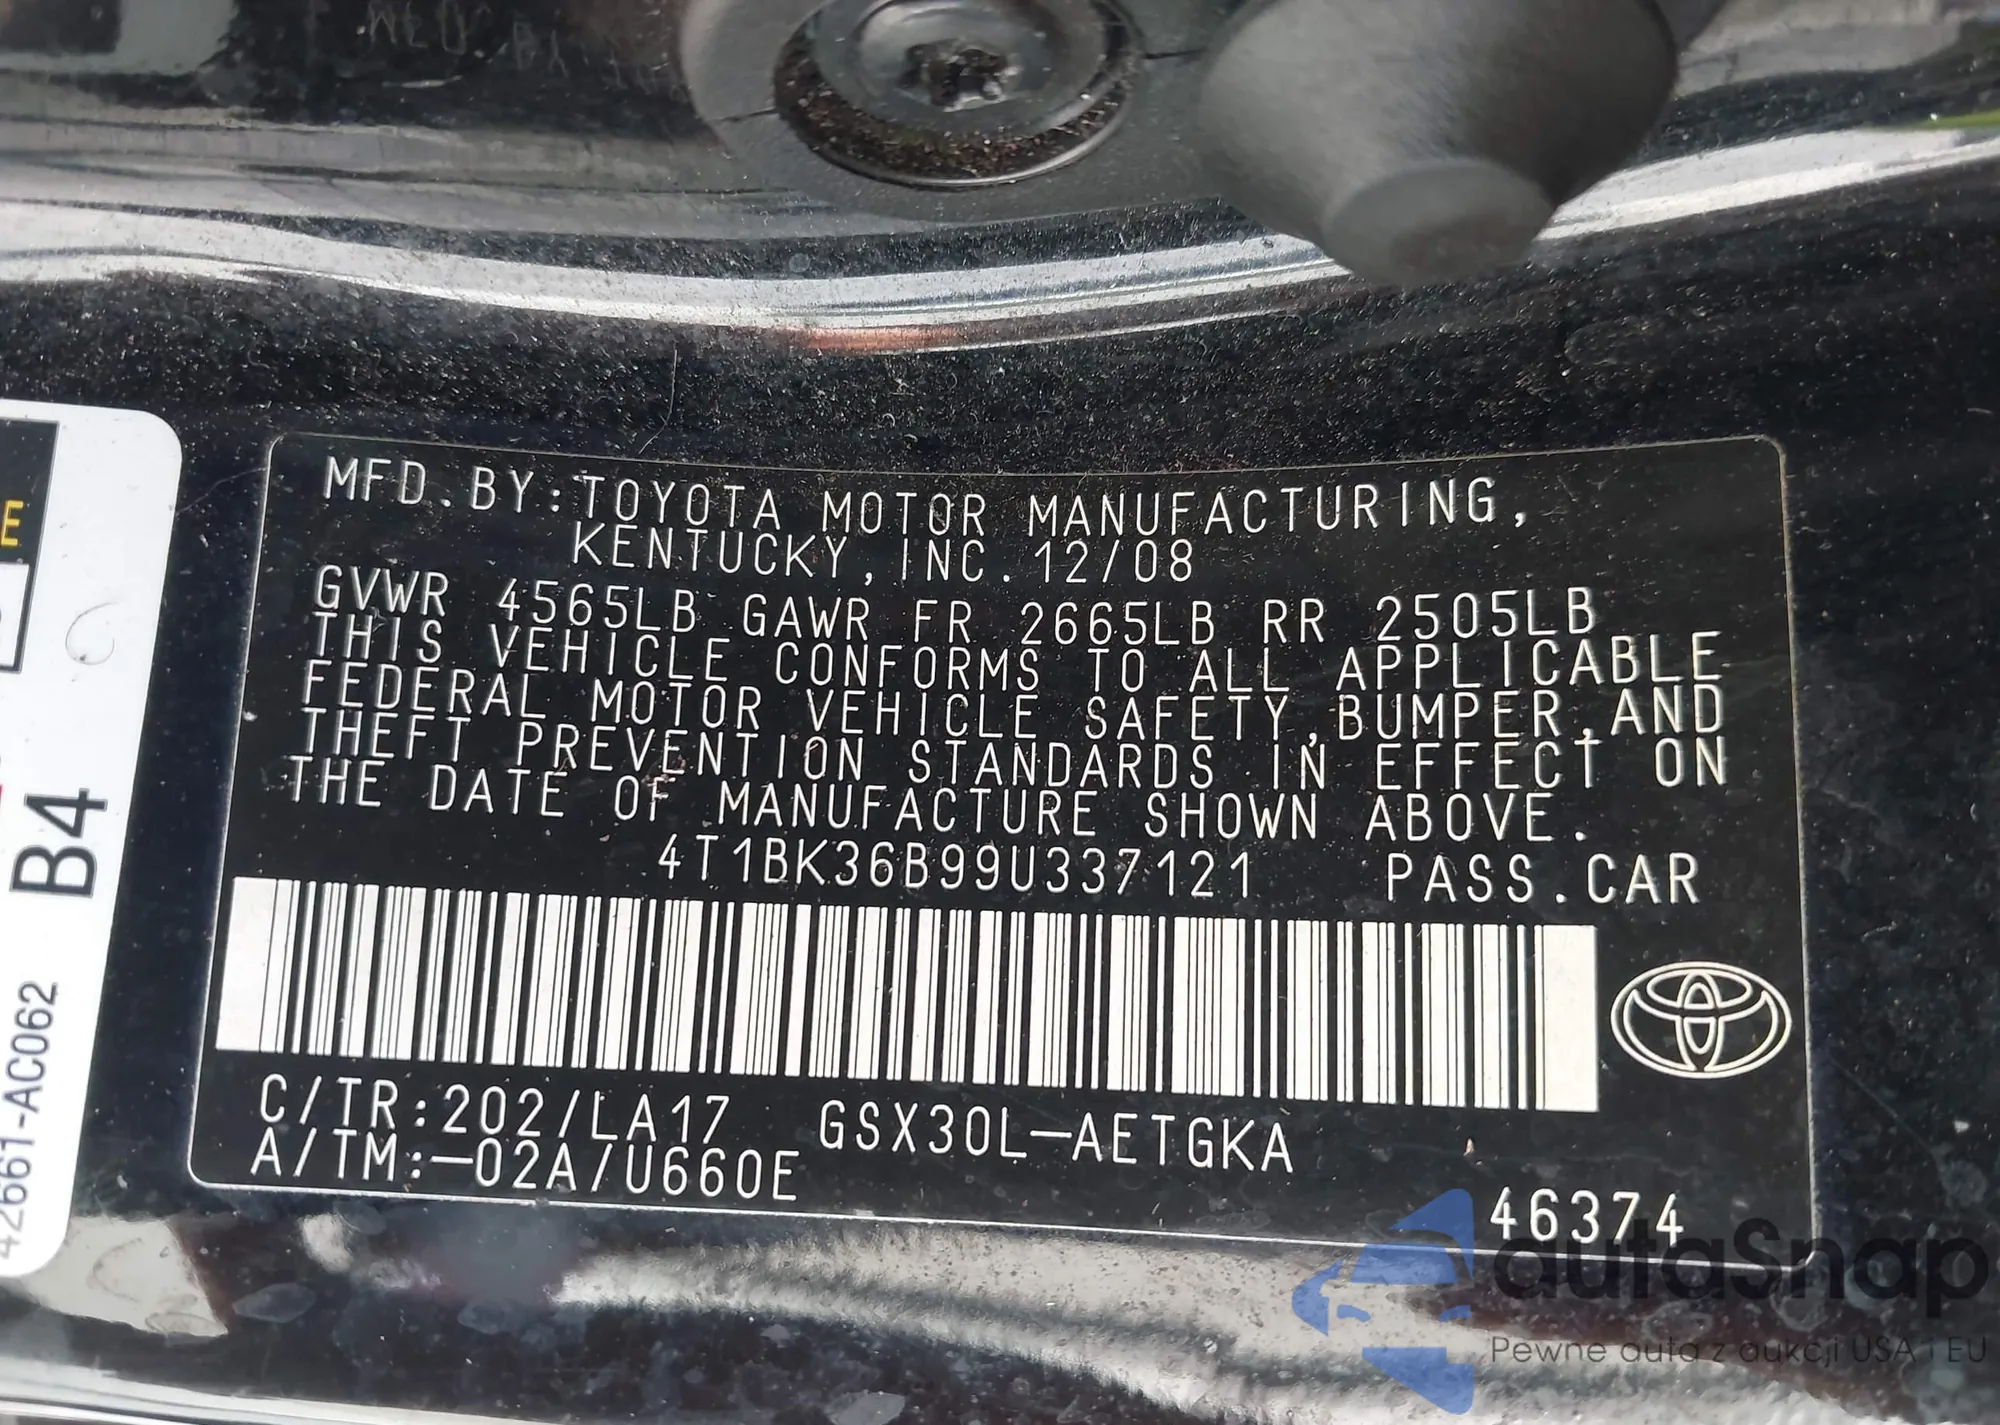 MFD.BY:TOYOTA MOTOR MANUFACTURING,
KENTUCKY,INC.12/08
GVWR 4565LB GAWR FR 2665LB RR 2505LB
THIS VEHICLE CONFORMS TO ALL APPLICABLE
FEDERAL MOTOR VEHICLE SAFETY,BUMPER,AND
THEFT PREVENTION STANDARDS IN EFFECT ON
THE DATE OF MANUFACTURE SHOWN ABOVE.
4T1BK36B99U337121 PASS.CAR
C/TR:202/LA17 GSX30L-AETGKA
A/TM:-02A/U660E
46374
E
B4
42661-AC062
autaSnap
Pewne auta z aukcji USA i EU